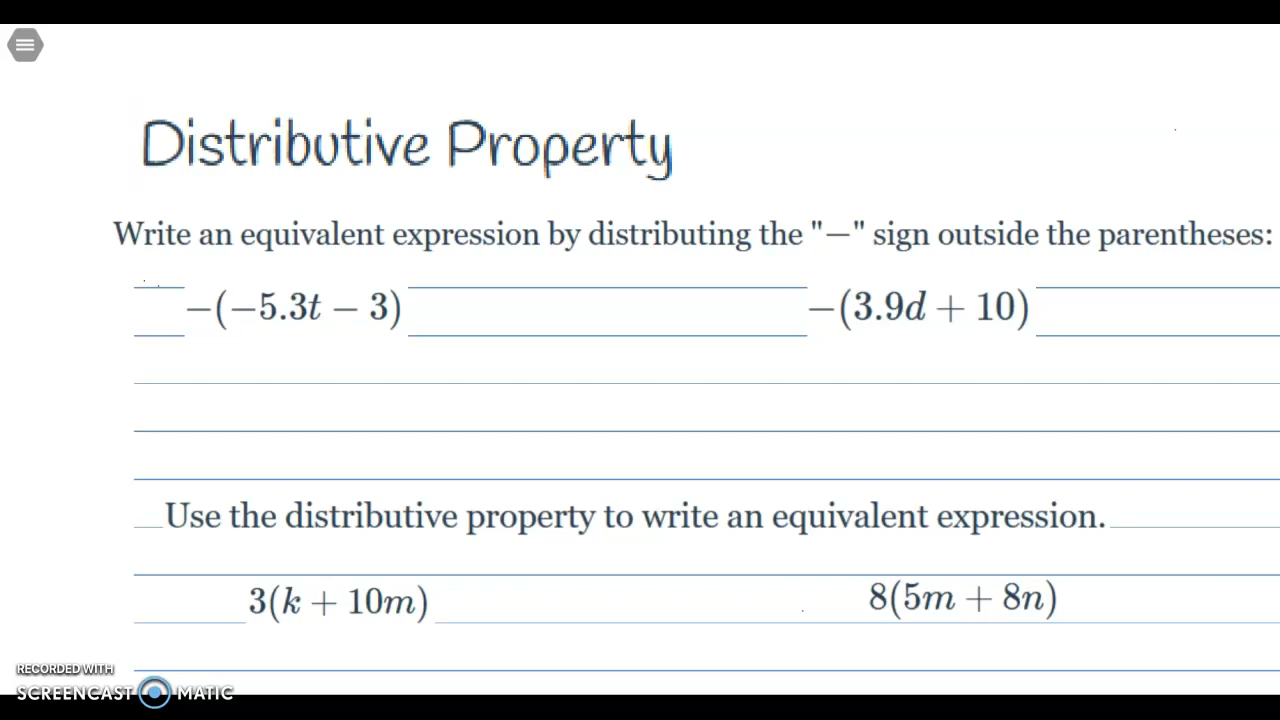 Distributive Property
Write an equivalent expression by distributing the "−" sign outside the parentheses:
−(−5.3t − 3) −(3.9d + 10)
Use the distributive property to write an equivalent expression.
3(k + 10m) 8(5m + 8n)
RECORDED WITH
SCREENCAST MATIC